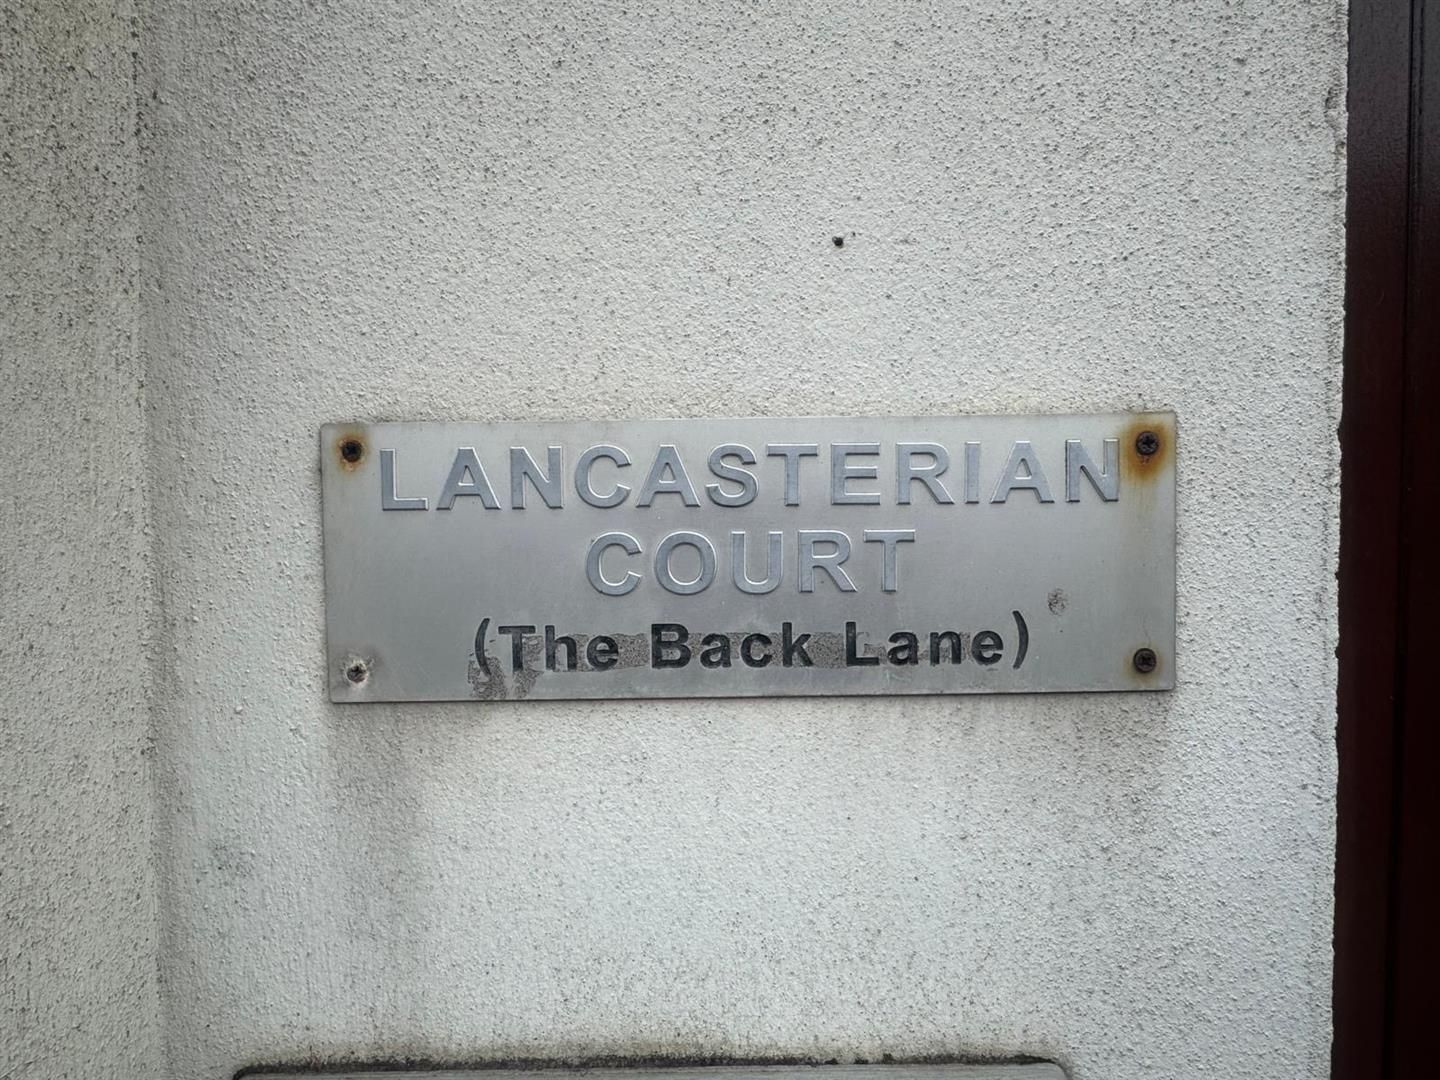 LANCASTERIAN
COURT
(The Back Lane)